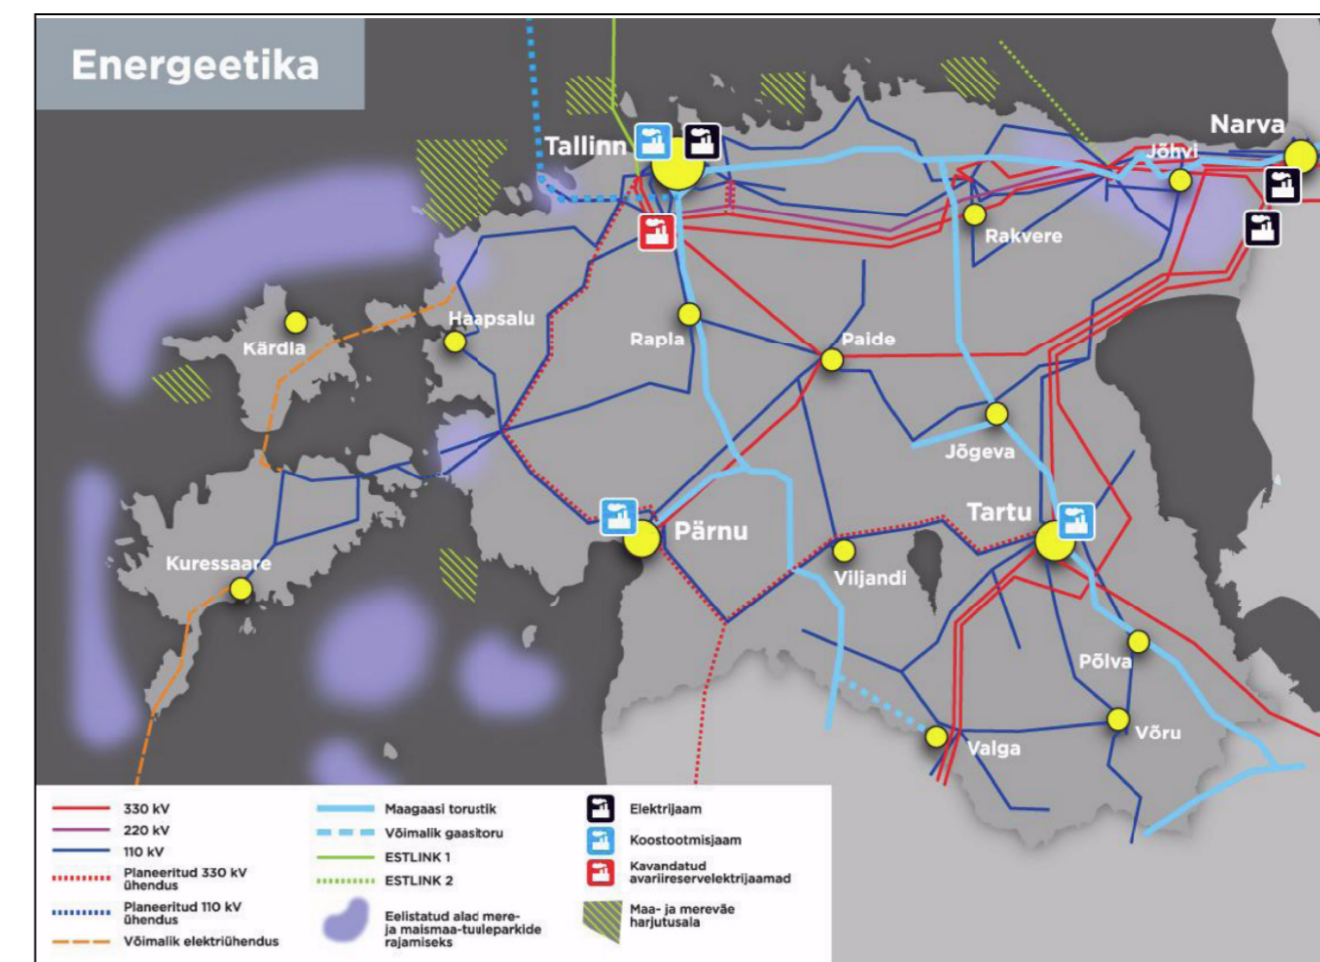 Energeetika
Narva
Tallinn
Jõhvi
Rakvere
Haapsalu
Kärdla
Rapla
Paide
Jõgeva
Tartu
Pärnu
Kuressaare
Viljandi
Põlva
Võru
Valga
330 kV
220 kV
110 kV
Planeeritud 330 kV
ühendus
Planeeritud 110 kV
ühendus
Võimalik elektriühendus
Maagaasi torustik
Võimalik gaasitoru
ESTLINK 1
ESTLINK 2
Eelistatud alad mere-
ja maismaa-tuuleparkide
rajamiseks
Elektrijaam
Koostootmisjaam
Kavandatud
avariireservelektrijaamad
Maa- ja mereväe
harjutusala